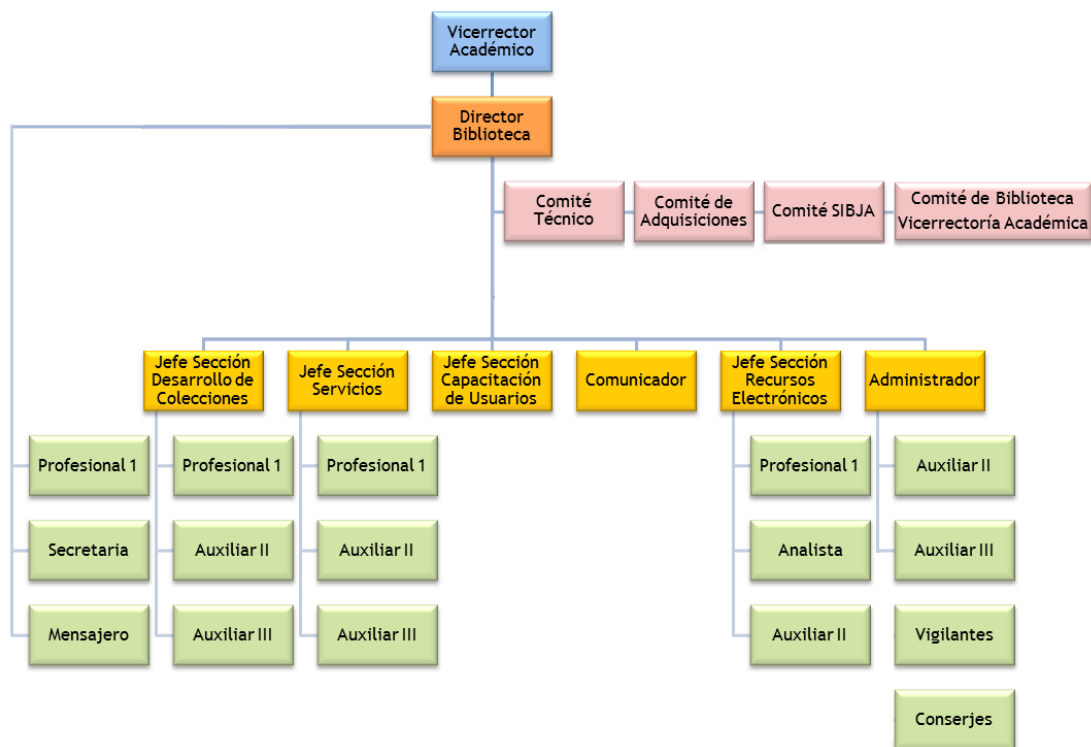 Vicerrector
Académico
Director
Biblioteca
Comité
Técnico
Comité de
Adquisiciones
Comité SIBJA
Comité de Biblioteca
Vicerrectoría Académica
Jefe Sección
Desarrollo de
Colecciones
Jefe Sección
Servicios
Jefe Sección
Capacitación
de Usuarios
Comunicador
Jefe Sección
Recursos
Electrónicos
Administrador
Profesional 1
Secretaria
Mensajero
Profesional 1
Auxiliar II
Auxiliar III
Profesional 1
Auxiliar II
Auxiliar III
Profesional 1
Analista
Auxiliar II
Auxiliar II
Auxiliar III
Vigilantes
Conserjes